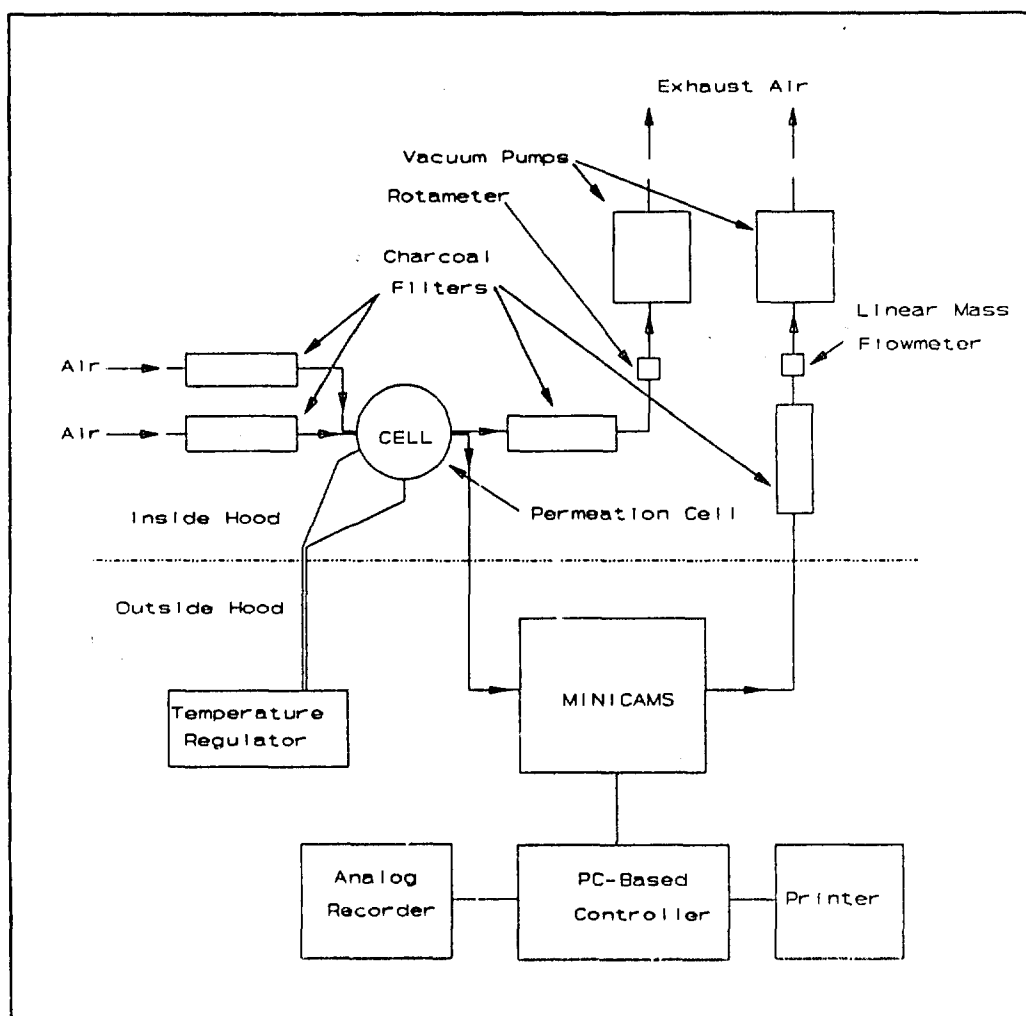 Exhaust Air
Vacuum Pumps
Rotameter
Charcoal
Filters
Linear Mass
Flowmeter
Air
Air
CELL
Inside Hood
Permeation Cell
Outside Hood
Temperature
Regulator
MINICAMS
Analog
Recorder
PC-Based
Controller
Printer